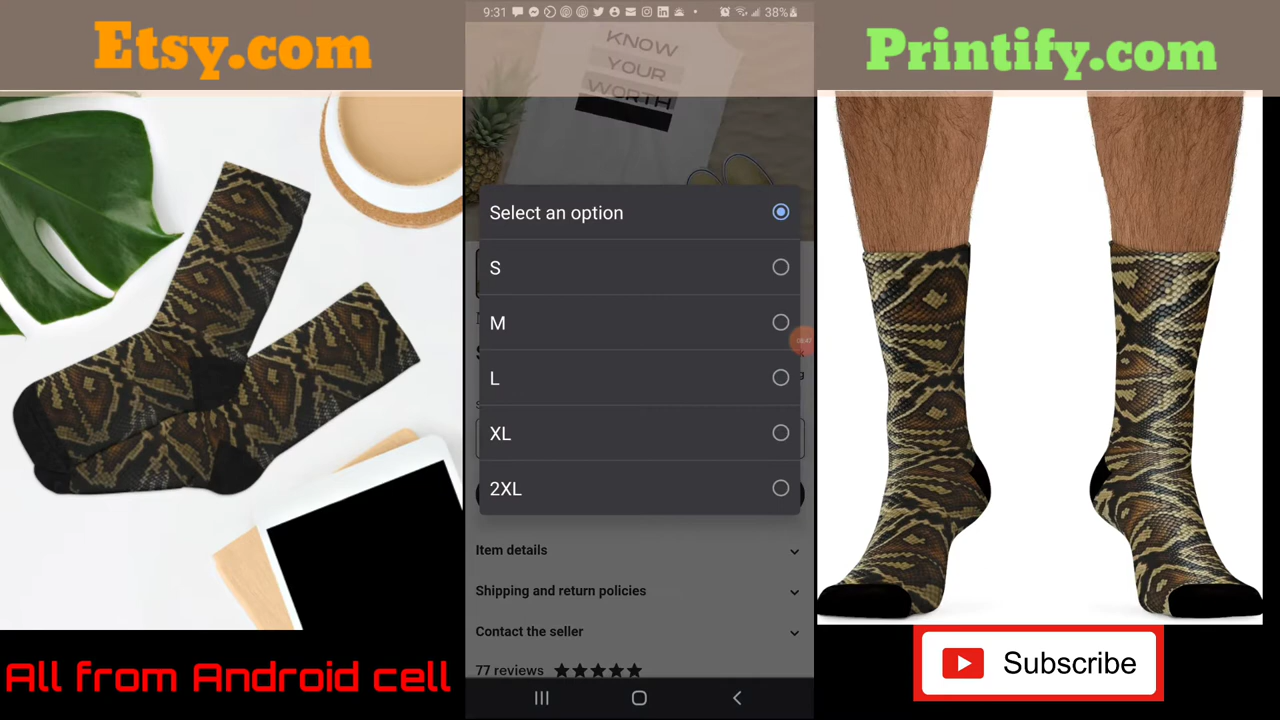 Etsy.com
9:31
38%
Printify.com
KNOW
YOUR
WORTH
Select an option
S
M
L
XL
2XL
Item details
Shipping and return policies
Contact the seller
77 reviews
All from Android cell
Subscribe